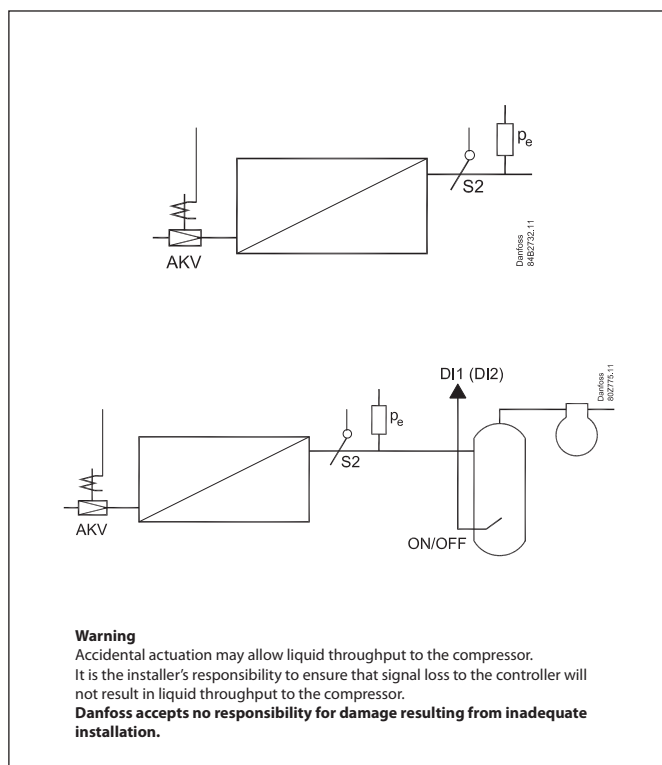 pe
S2
AKV
Danfoss
84B2732.11
DI1 (DI2)
Danfoss
80Z775.11
pe
S2
AKV
ON/OFF
Warning
Accidental actuation may allow liquid throughput to the compressor.
It is the installer’s responsibility to ensure that signal loss to the controller will
not result in liquid throughput to the compressor.
Danfoss accepts no responsibility for damage resulting from inadequate
installation.